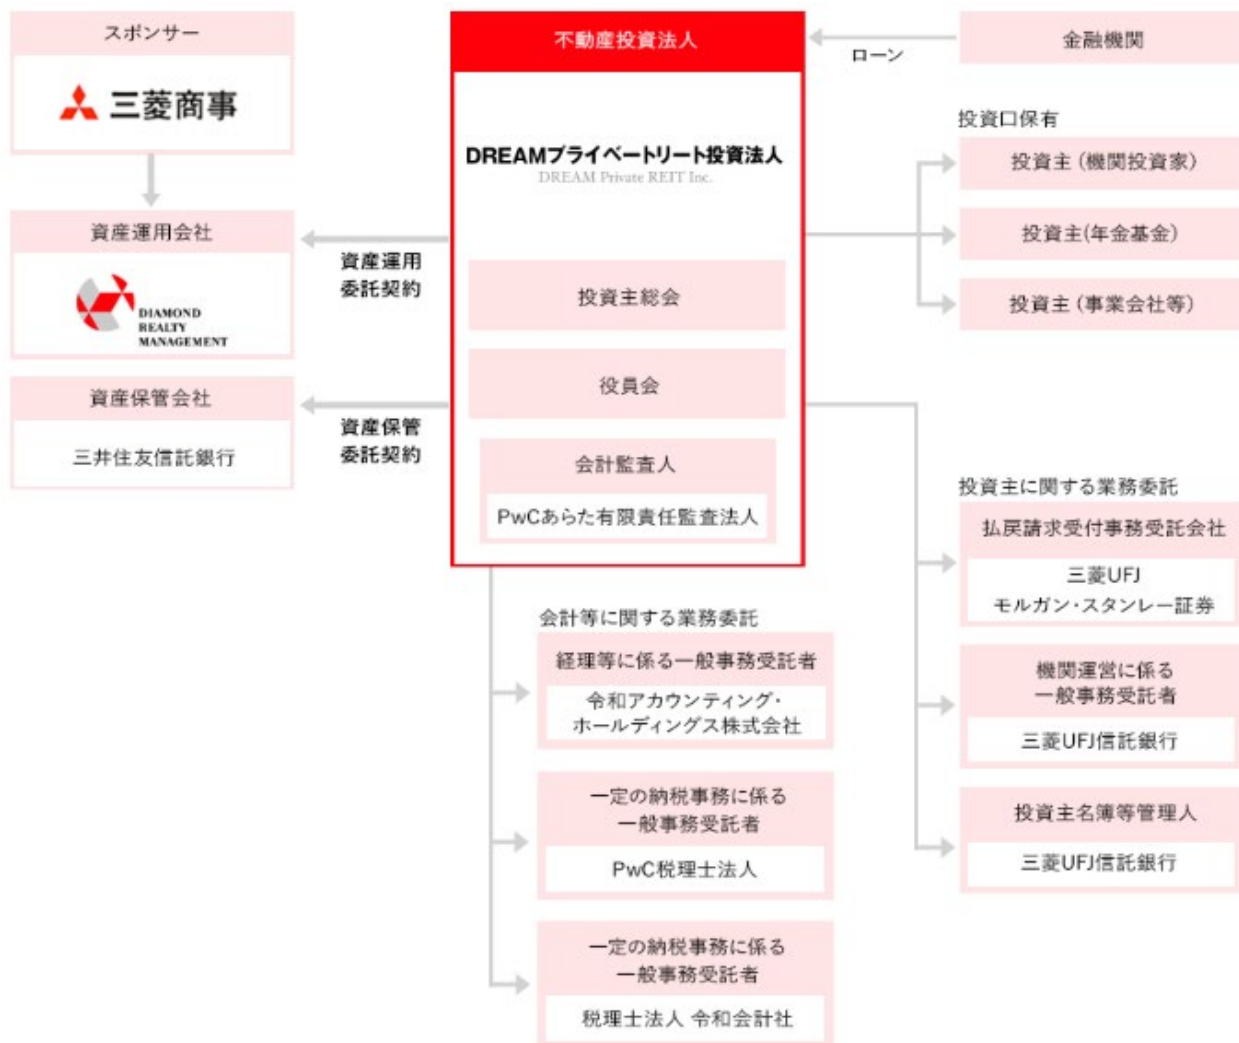 スポンサー
三菱商事
資産運用会社
DIAMOND
REALTY
MANAGEMENT
資産保管会社
三井住友信託銀行
資産運用
委託契約
資産保管
委託契約
不動産投資法人
DREAMプライベートリート投資法人
DREAM Private REIT Inc.
投資主総会
役員会
会計監査人
PwCあらた有限責任監査法人
ローン
金融機関
投資口保有
投資主 (機関投資家)
投資主(年金基金)
投資主 (事業会社等)
投資主に関する業務委託
払戻請求受付事務受託会社
三菱UFJ
モルガン・スタンレー証券
機関運営に係る
一般事務受託者
三菱UFJ信託銀行
投資主名簿等管理人
三菱UFJ信託銀行
会計等に関する業務委託
経理等に係る一般事務受託者
令和アカウンティング・
ホールディングス株式会社
一定の納税事務に係る
一般事務受託者
PwC税理士法人
一定の納税事務に係る
一般事務受託者
税理士法人 令和会計社